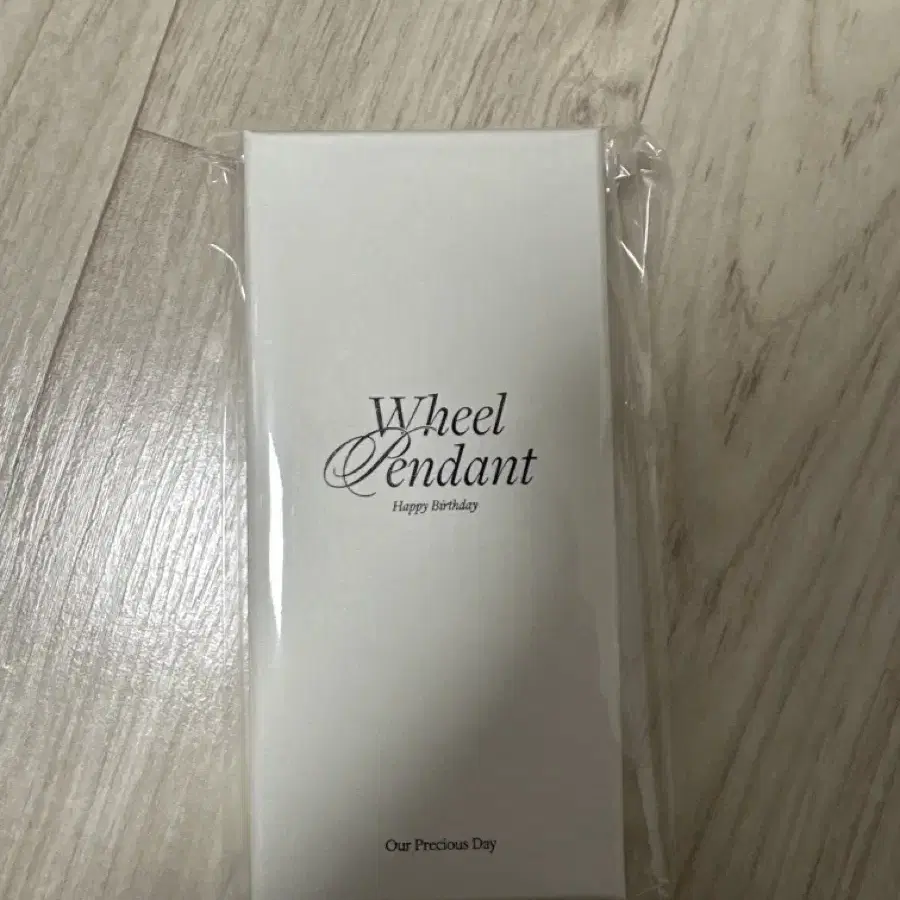 Wheel
Pendant
Happy Birthday
Our Precious Day